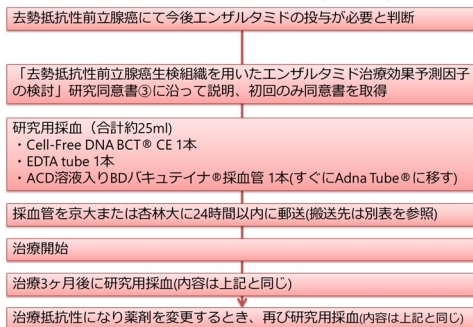 去勢抵抗性前立腺癌にて今後エンザルタミドの投与が必要と判断
「去勢抵抗性前立腺癌生検組織を用いたエンザルタミド治療効果予測因子
の検討」研究同意書③に沿って説明、初回のみ同意書を取得
研究用採血（合計約25ml)
・Cell-Free DNA BCT® CE 1本
・EDTA tube 1本
・ACD溶液入りBDバキュテイナ®採血管 1本(すぐにAdna Tube®に移す)
採血管を京大または杏林大に24時間以内に郵送(搬送先は別表を参照)
治療開始
治療3ヶ月後に研究用採血(内容は上記と同じ)
治療抵抗性になり薬剤を変更するとき、再び研究用採血(内容は上記と同じ)